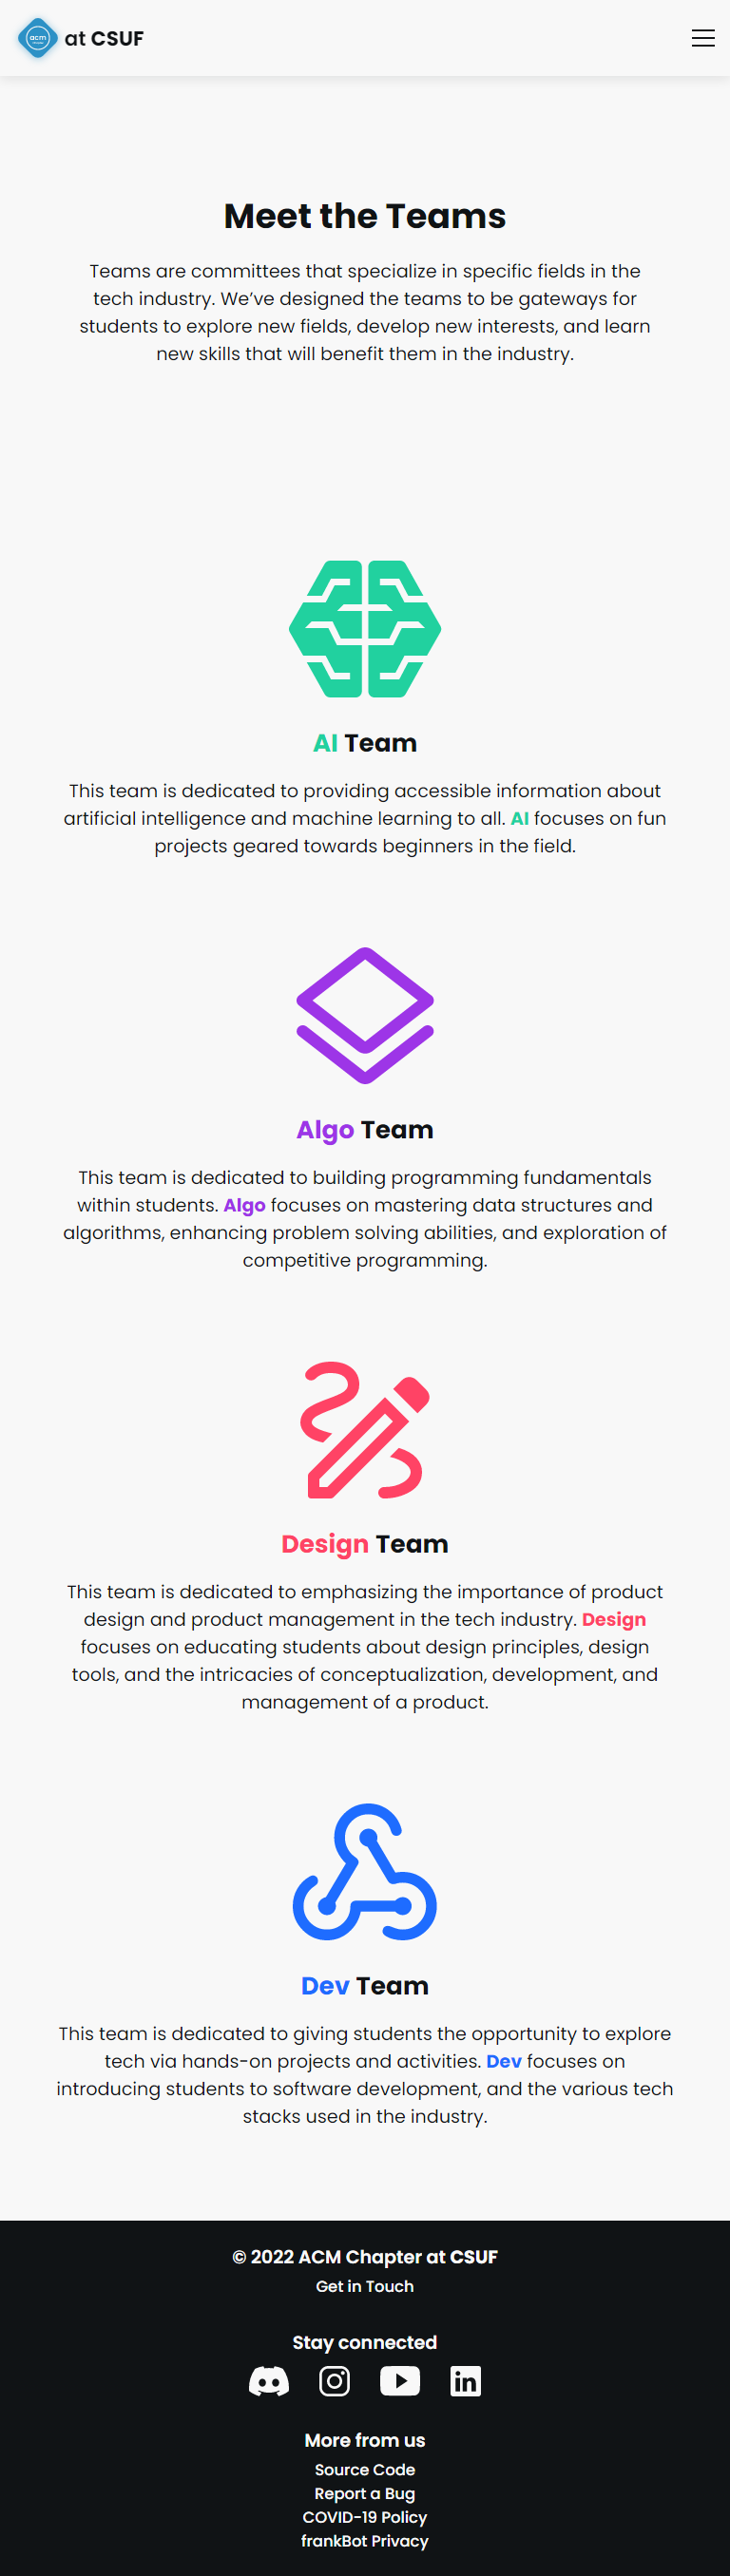 acm
at CSUF
Meet the Teams
Teams are committees that specialize in specific fields in the
tech industry. We’ve designed the teams to be gateways for
students to explore new fields, develop new interests, and learn
new skills that will benefit them in the industry.
AI Team
This team is dedicated to providing accessible information about
artificial intelligence and machine learning to all. AI focuses on fun
projects geared towards beginners in the field.
Algo Team
This team is dedicated to building programming fundamentals
within students. Algo focuses on mastering data structures and
algorithms, enhancing problem solving abilities, and exploration of
competitive programming.
Design Team
This team is dedicated to emphasizing the importance of product
design and product management in the tech industry. Design
focuses on educating students about design principles, design
tools, and the intricacies of conceptualization, development, and
management of a product.
Dev Team
This team is dedicated to giving students the opportunity to explore
tech via hands-on projects and activities. Dev focuses on
introducing students to software development, and the various tech
stacks used in the industry.
© 2022 ACM Chapter at CSUF
Get in Touch
Stay connected
in
More from us
Source Code
Report a Bug
COVID-19 Policy
frankBot Privacy